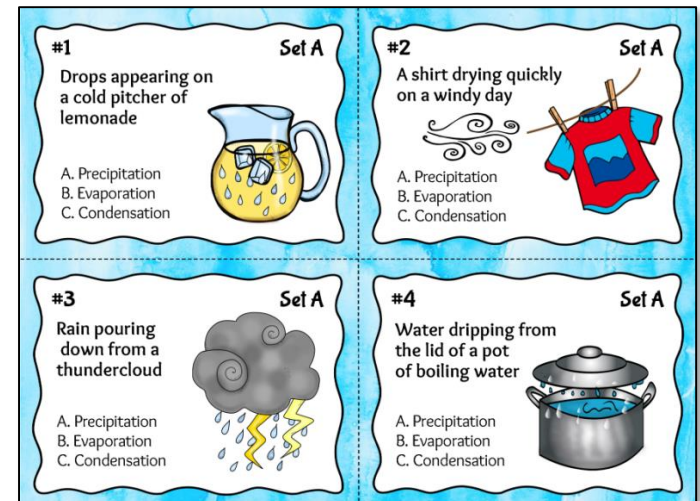 #1 Set A
Drops appearing on
a cold pitcher of
lemonade
A. Precipitation
B. Evaporation
C. Condensation
#2 Set A
A shirt drying quickly
on a windy day
A. Precipitation
B. Evaporation
C. Condensation
#3 Set A
Rain pouring
down from a
thundercloud
A. Precipitation
B. Evaporation
C. Condensation
#4 Set A
Water dripping from
the lid of a pot
of boiling water
A. Precipitation
B. Evaporation
C. Condensation